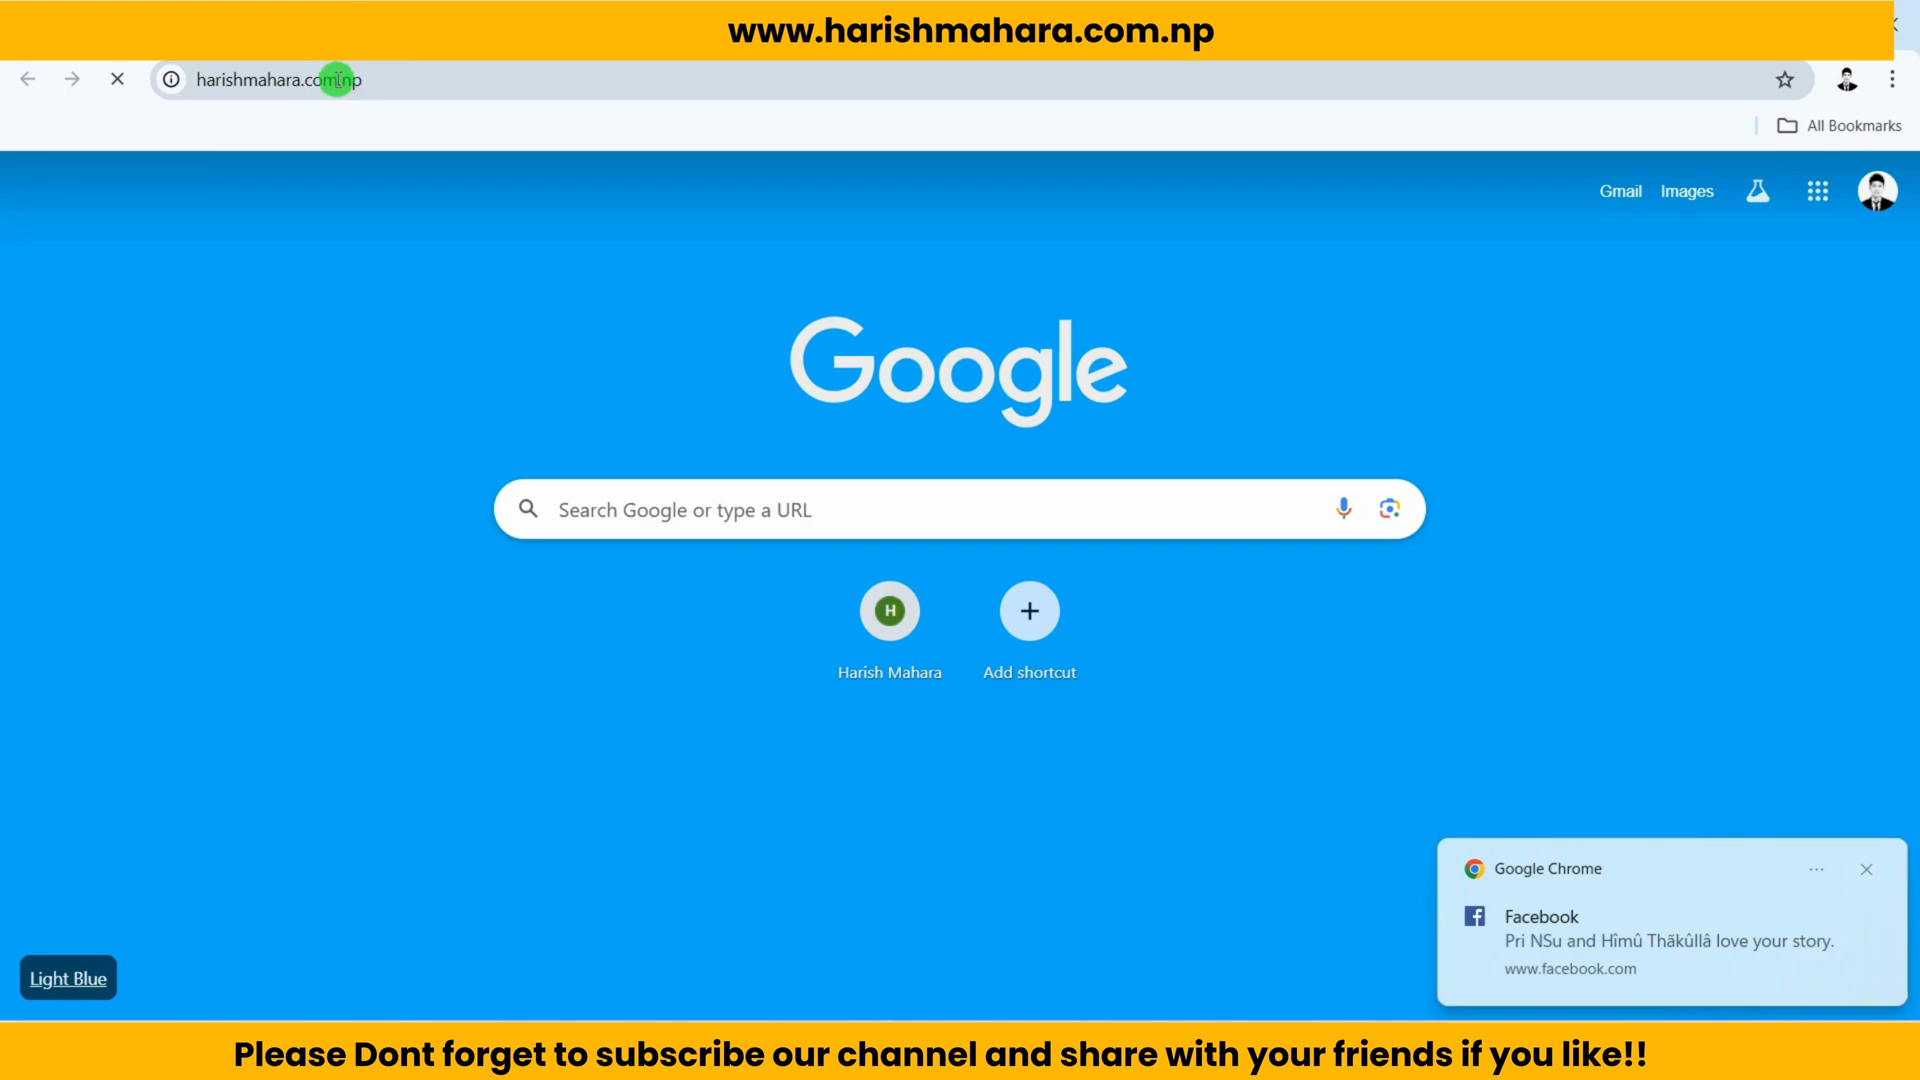 www.harishmahara.com.np
harishmahara.com.np
All Bookmarks
Gmail Images
Google
Search Google or type a URL
H
Harish Mahara Add shortcut
Google Chrome
Facebook
Pri NSu and Hîmû Thãkûllâ love your story.
www.facebook.com
Light Blue
Please Dont forget to subscribe our channel and share with your friends if you like!!